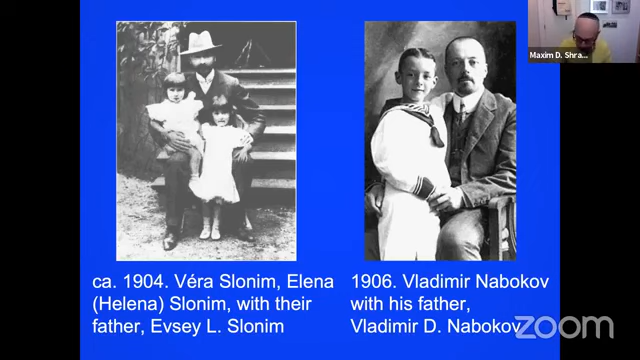 Maxim D. Shra...
ca. 1904. Véra Slonim, Elena
(Helena) Slonim, with their
father, Evsey L. Slonim
1906. Vladimir Nabokov
with his father,
Vladimir D. Nabokov
zoom